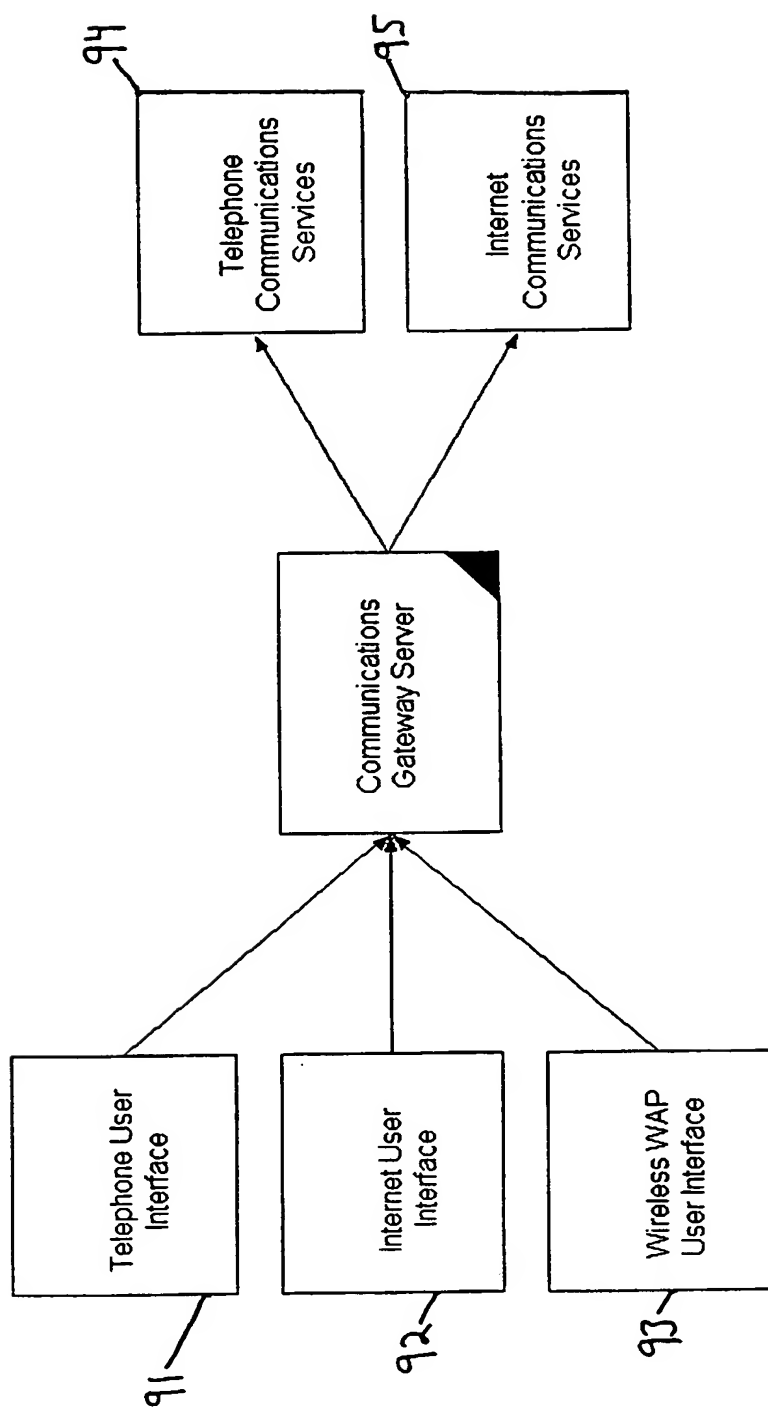 94
Telephone
Communications
Services
95
Internet
Communications
Services
Communications
Gateway Server
Telephone User
Interface
91
Internet User
Interface
92
Wireless WAP
User Interface
93